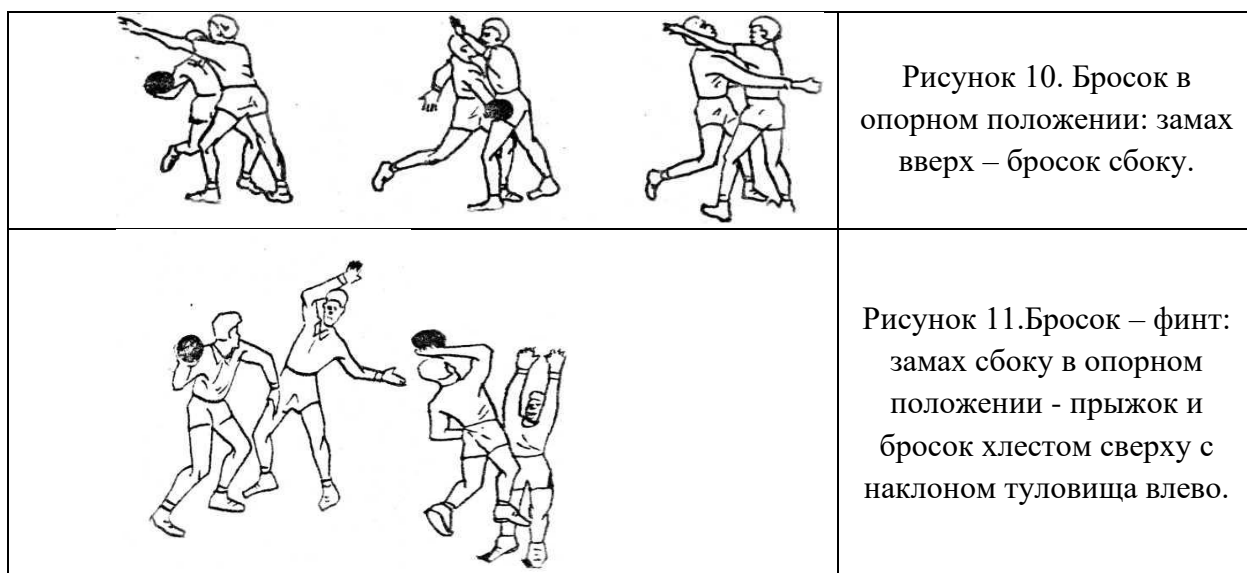 Рисунок 10. Бросок в
опорном положении: замах
вверх – бросок сбоку.
Рисунок 11.Бросок – финт:
замах сбоку в опорном
положении - прыжок и
бросок хлестом сверху с
наклоном туловища влево.